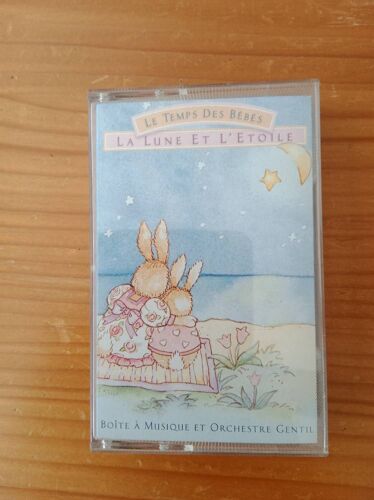 LE TEMPS DES BÉBÉS
LA LUNE ET L'ETOILE
BOÎTE À MUSIQUE ET ORCHESTRE GENTIL